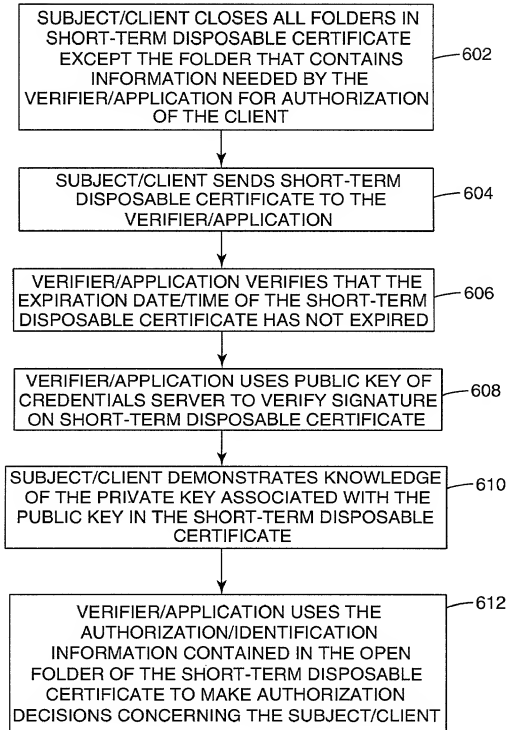 SUBJECT/CLIENT CLOSES ALL FOLDERS IN
SHORT-TERM DISPOSABLE CERTIFICATE
EXCEPT THE FOLDER THAT CONTAINS
INFORMATION NEEDED BY THE
VERIFIER/APPLICATION FOR AUTHORIZATION
OF THE CLIENT
602
SUBJECT/CLIENT SENDS SHORT-TERM
DISPOSABLE CERTIFICATE TO THE
VERIFIER/APPLICATION
604
VERIFIER/APPLICATION VERIFIES THAT THE
EXPIRATION DATE/TIME OF THE SHORT-TERM
DISPOSABLE CERTIFICATE HAS NOT EXPIRED
606
VERIFIER/APPLICATION USES PUBLIC KEY OF
CREDENTIALS SERVER TO VERIFY SIGNATURE
ON SHORT-TERM DISPOSABLE CERTIFICATE
608
SUBJECT/CLIENT DEMONSTRATES KNOWLEDGE
OF THE PRIVATE KEY ASSOCIATED WITH THE
PUBLIC KEY IN THE SHORT-TERM DISPOSABLE
CERTIFICATE
610
VERIFIER/APPLICATION USES THE
AUTHORIZATION/IDENTIFICATION
INFORMATION CONTAINED IN THE OPEN
FOLDER OF THE SHORT-TERM DISPOSABLE
CERTIFICATE TO MAKE AUTHORIZATION
DECISIONS CONCERNING THE SUBJECT/CLIENT
612